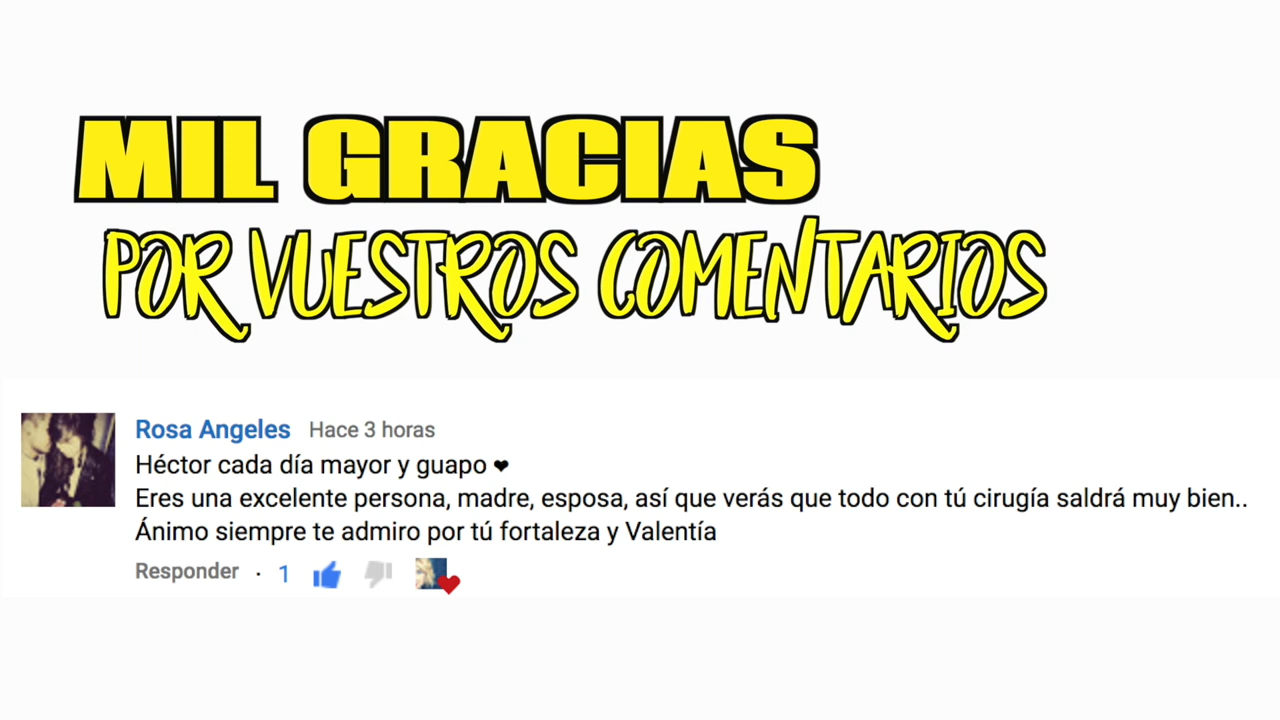 MIL GRACIAS
POR VUESTROS COMENTARIOS
Rosa Angeles Hace 3 horas
Héctor cada día mayor y guapo ❤
Eres una excelente persona, madre, esposa, así que verás que todo con tú cirugía saldrá muy bien..
Ánimo siempre te admiro por tú fortaleza y Valentía
Responder · 1